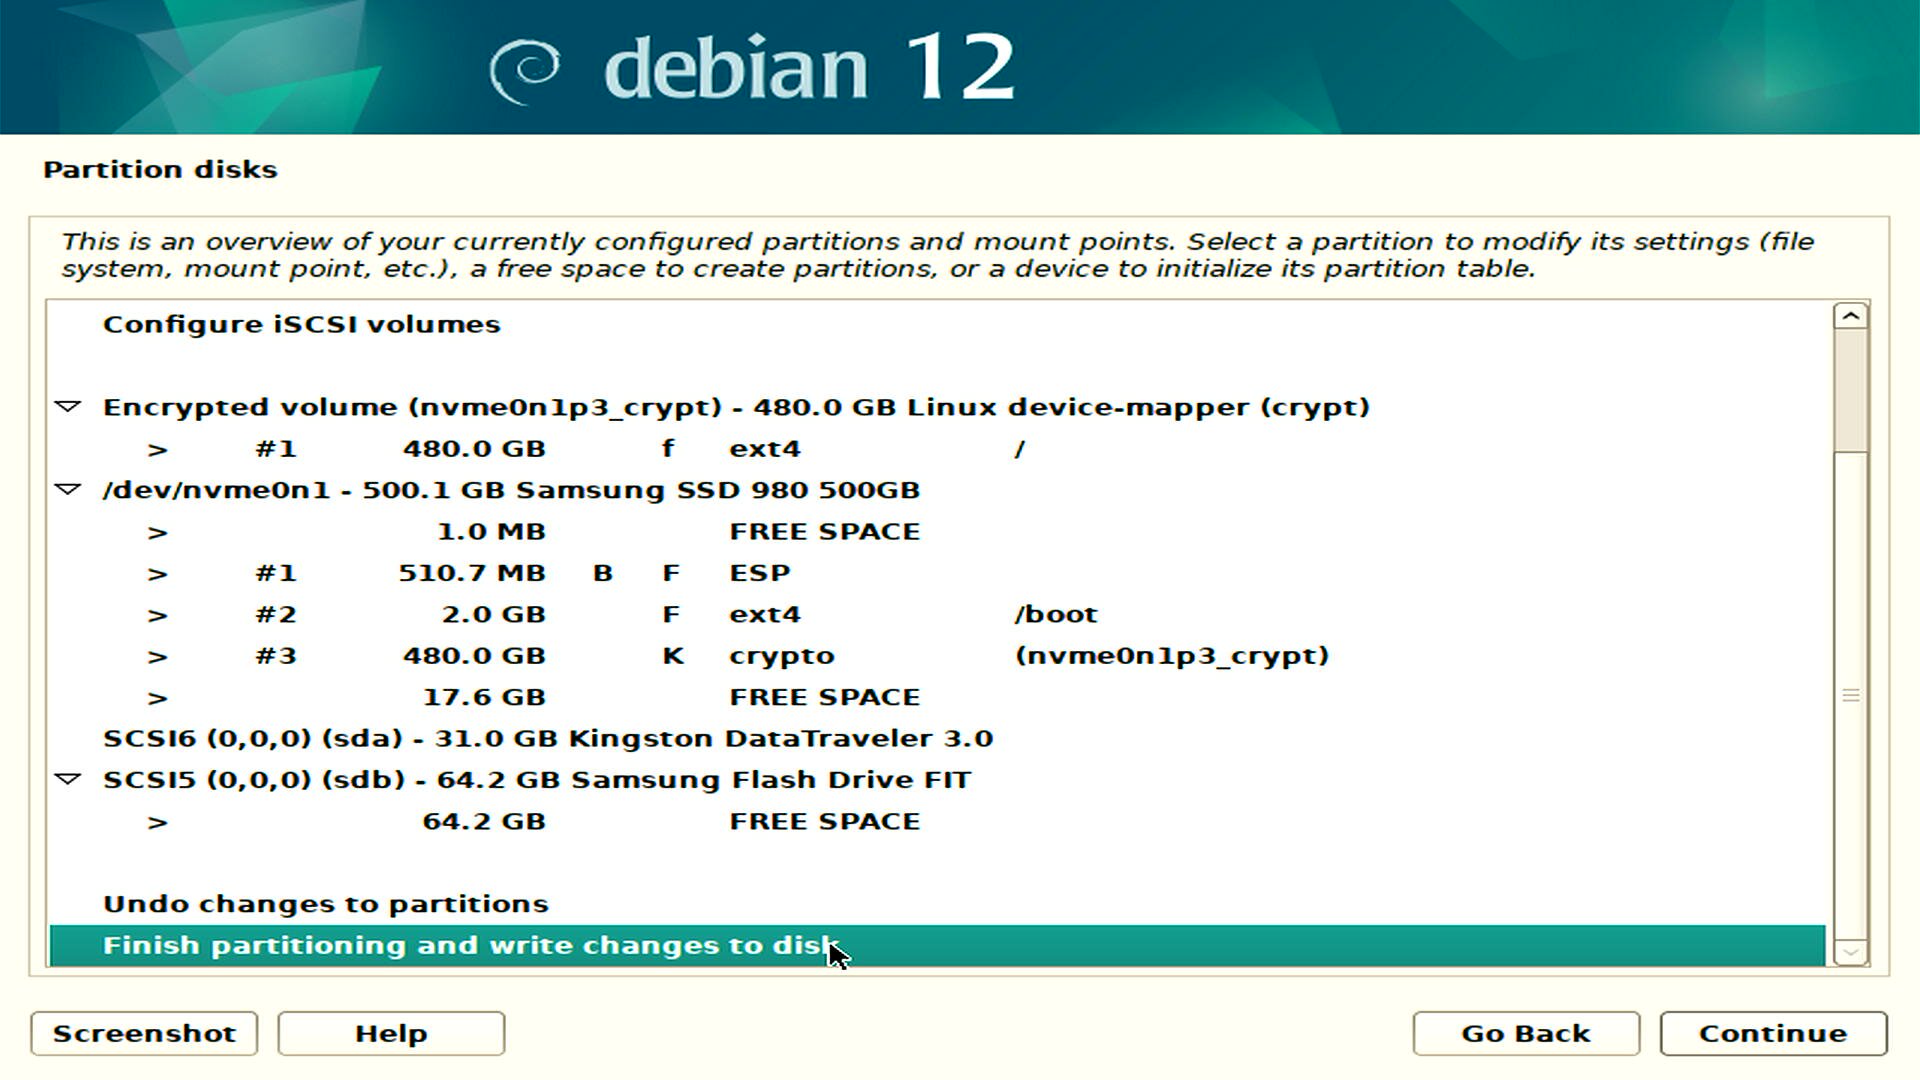 debian 12
Partition disks
This is an overview of your currently configured partitions and mount points. Select a partition to modify its settings (file
system, mount point, etc.), a free space to create partitions, or a device to initialize its partition table.
Configure iSCSI volumes
Encrypted volume (nvme0n1p3_crypt) - 480.0 GB Linux device-mapper (crypt)
> #1 480.0 GB f ext4 /
/dev/nvme0n1 - 500.1 GB Samsung SSD 980 500GB
> 1.0 MB FREE SPACE
> #1 510.7 MB B F ESP
> #2 2.0 GB F ext4 /boot
> #3 480.0 GB K crypto (nvme0n1p3_crypt)
> 17.6 GB FREE SPACE
SCSI6 (0,0,0) (sda) - 31.0 GB Kingston DataTraveler 3.0
SCSI5 (0,0,0) (sdb) - 64.2 GB Samsung Flash Drive FIT
> 64.2 GB FREE SPACE
Undo changes to partitions
Finish partitioning and write changes to disk
Screenshot Help Go Back Continue